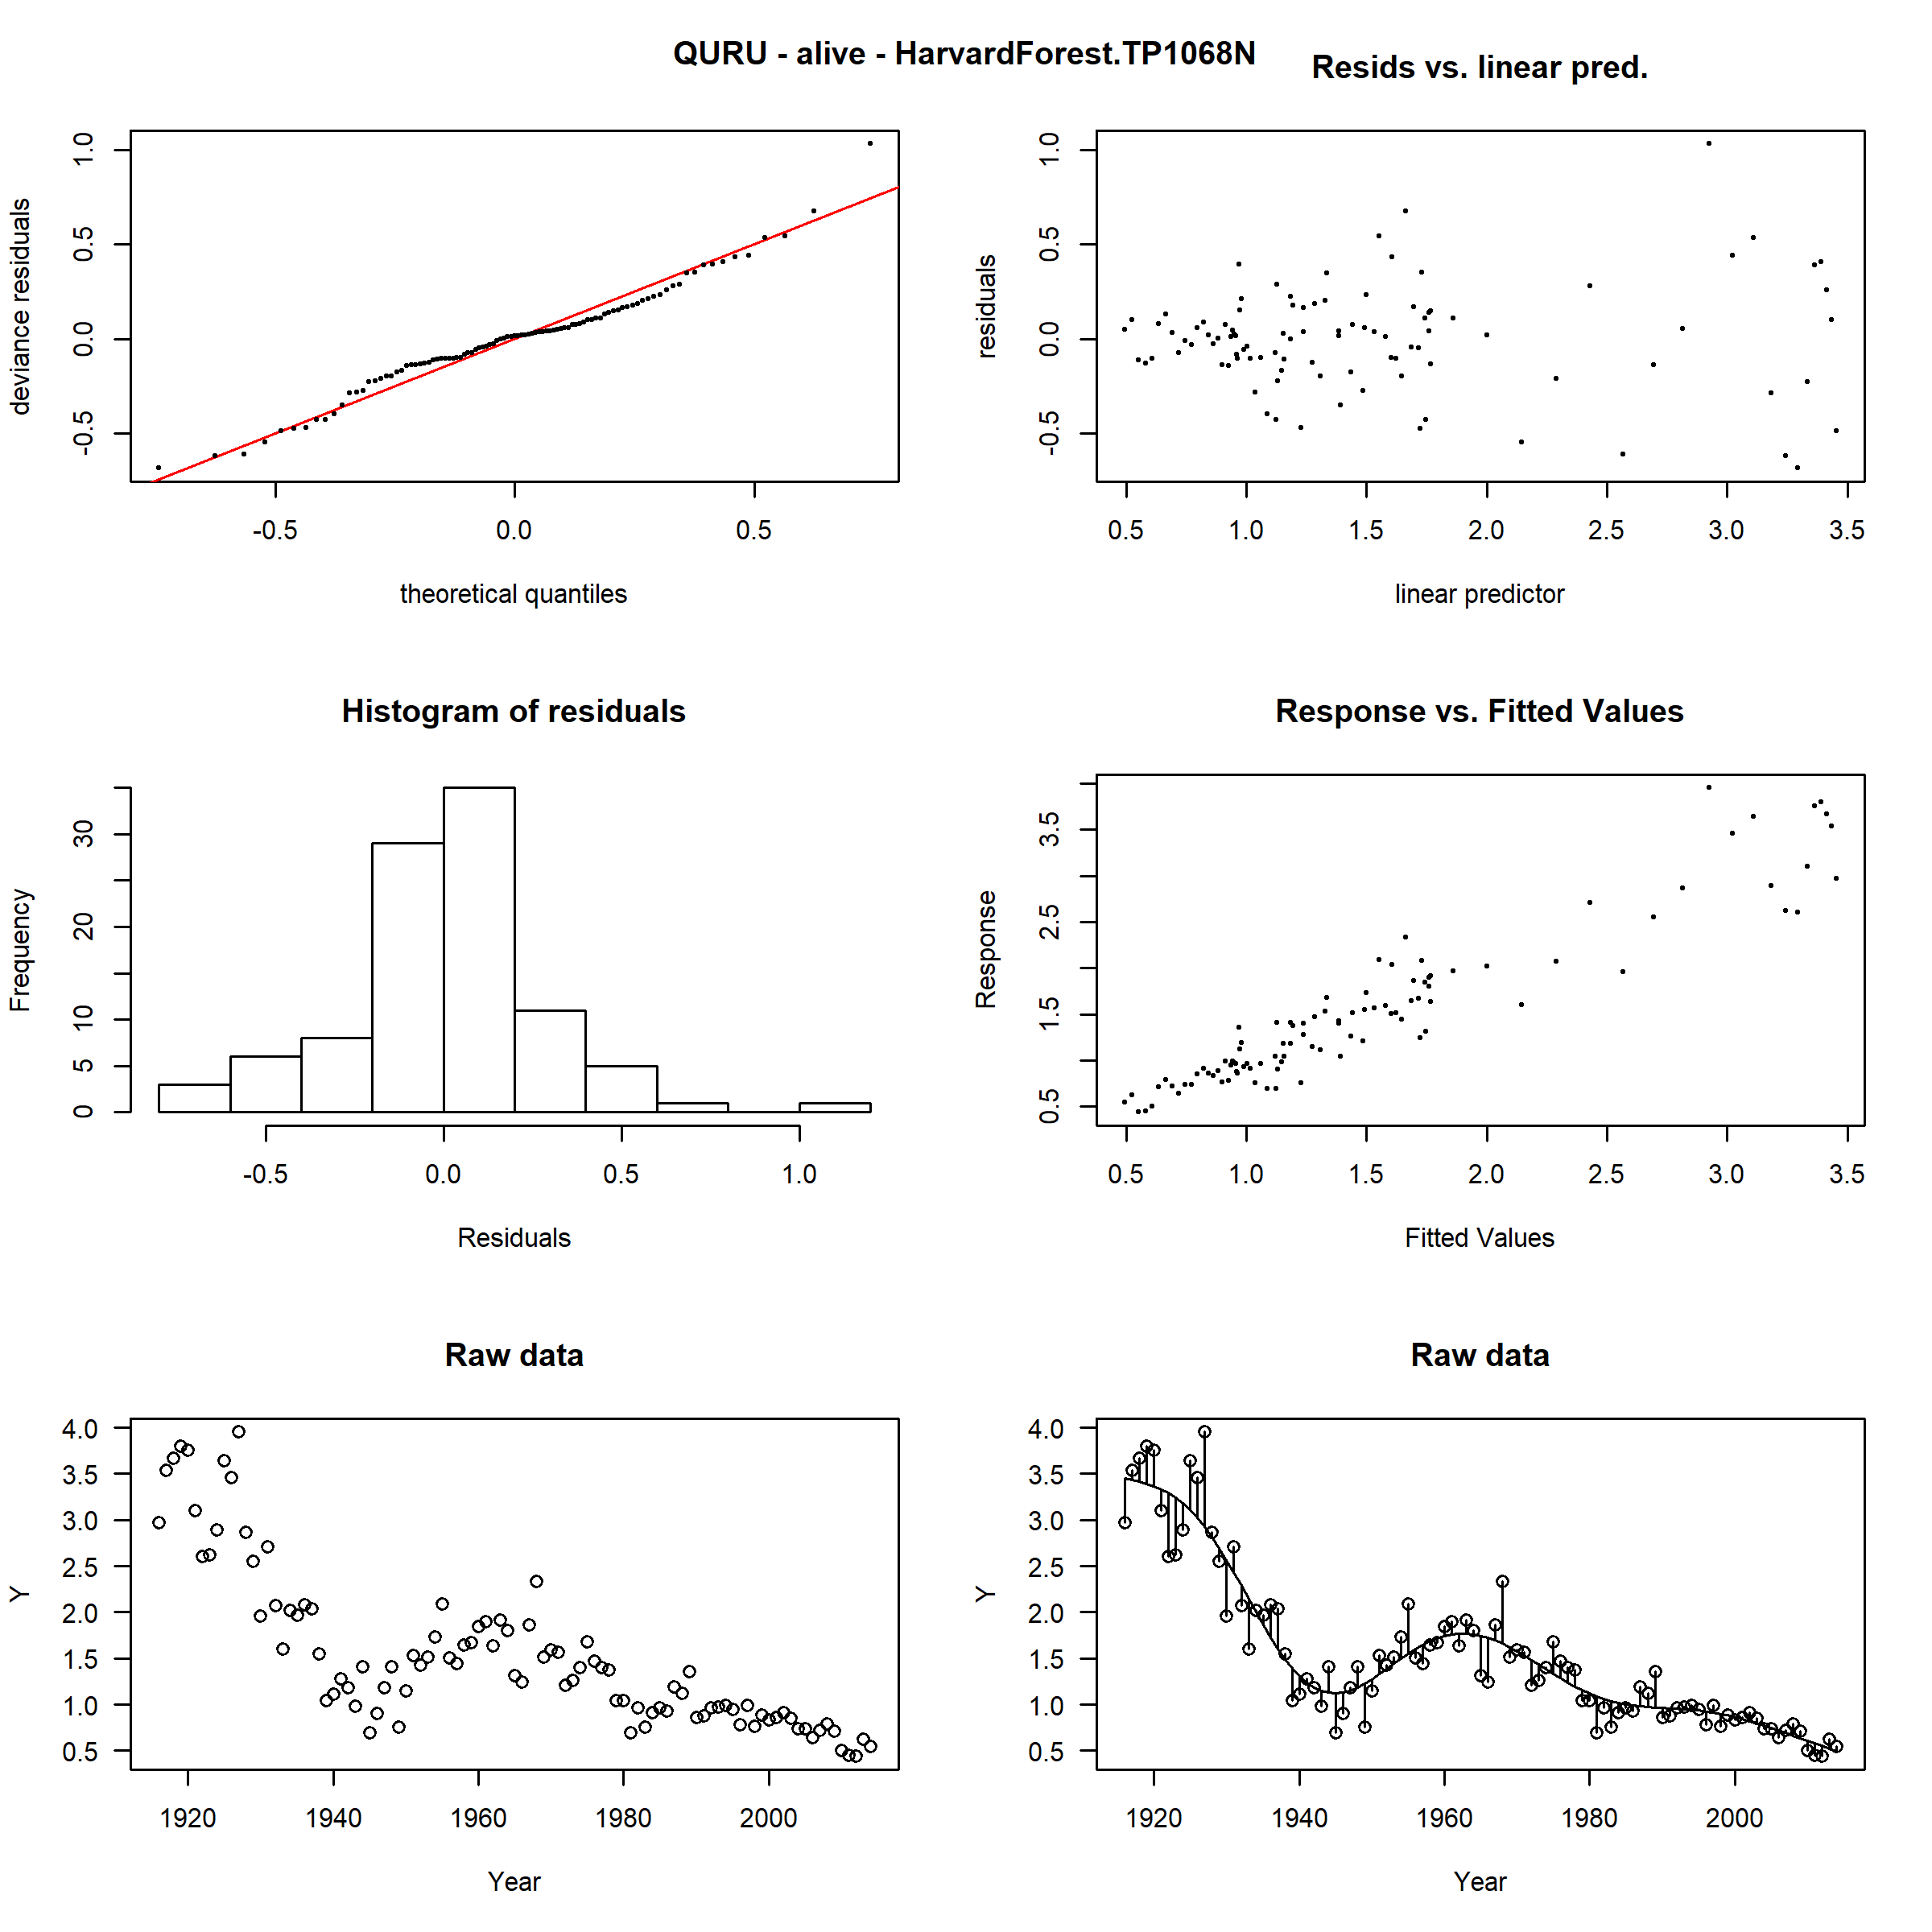 QURU - alive - HarvardForest.TP1068N
Resids vs. linear pred.
deviance residuals
-0.5 0.0 0.5 1.0
-0.5 0.0 0.5
theoretical quantiles
residuals
-0.5 0.0 0.5 1.0
0.5 1.0 1.5 2.0 2.5 3.0 3.5
linear predictor
Histogram of residuals
Frequency
0 5 10 20 30
-0.5 0.0 0.5 1.0
Residuals
Response vs. Fitted Values
Response
0.5 1.5 2.5 3.5
0.5 1.0 1.5 2.0 2.5 3.0 3.5
Fitted Values
Raw data
Y
4.0
3.5
3.0
2.5
2.0
1.5
1.0
0.5
1920 1940 1960 1980 2000
Year
Raw data
Y
4.0
3.5
3.0
2.5
2.0
1.5
1.0
0.5
1920 1940 1960 1980 2000
Year